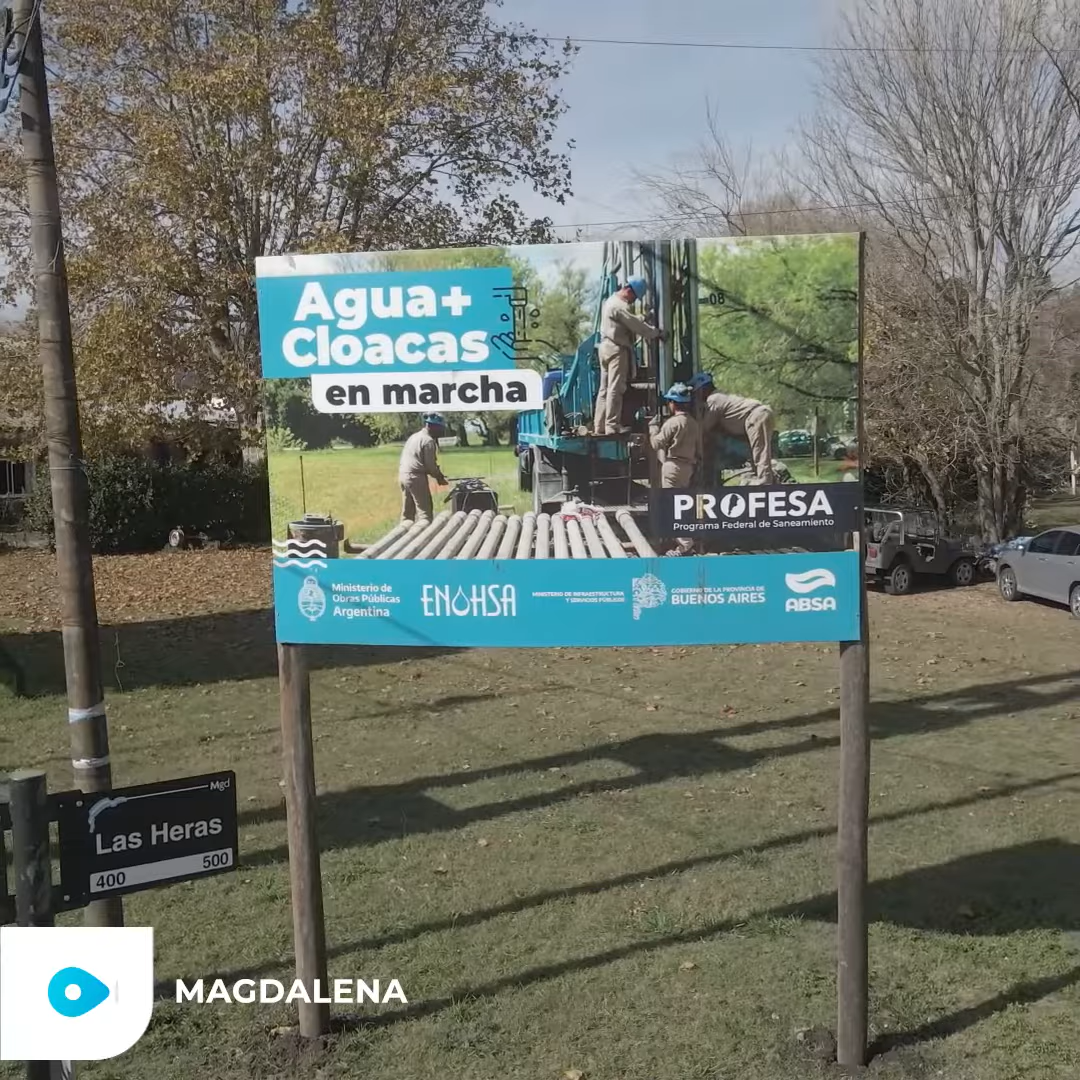 Agua+
Cloacas
en marcha
08
PROFESA
Programa Federal de Saneamiento
Ministerio de
Obras Públicas
Argentina
ENOHSA
MINISTERIO DE INFRAESTRUCTURA
Y SERVICIOS PÚBLICOS
GOBIERNO DE LA PROVINCIA DE
BUENOS AIRES
ABSA
Mgd
Las Heras
400 500
MAGDALENA